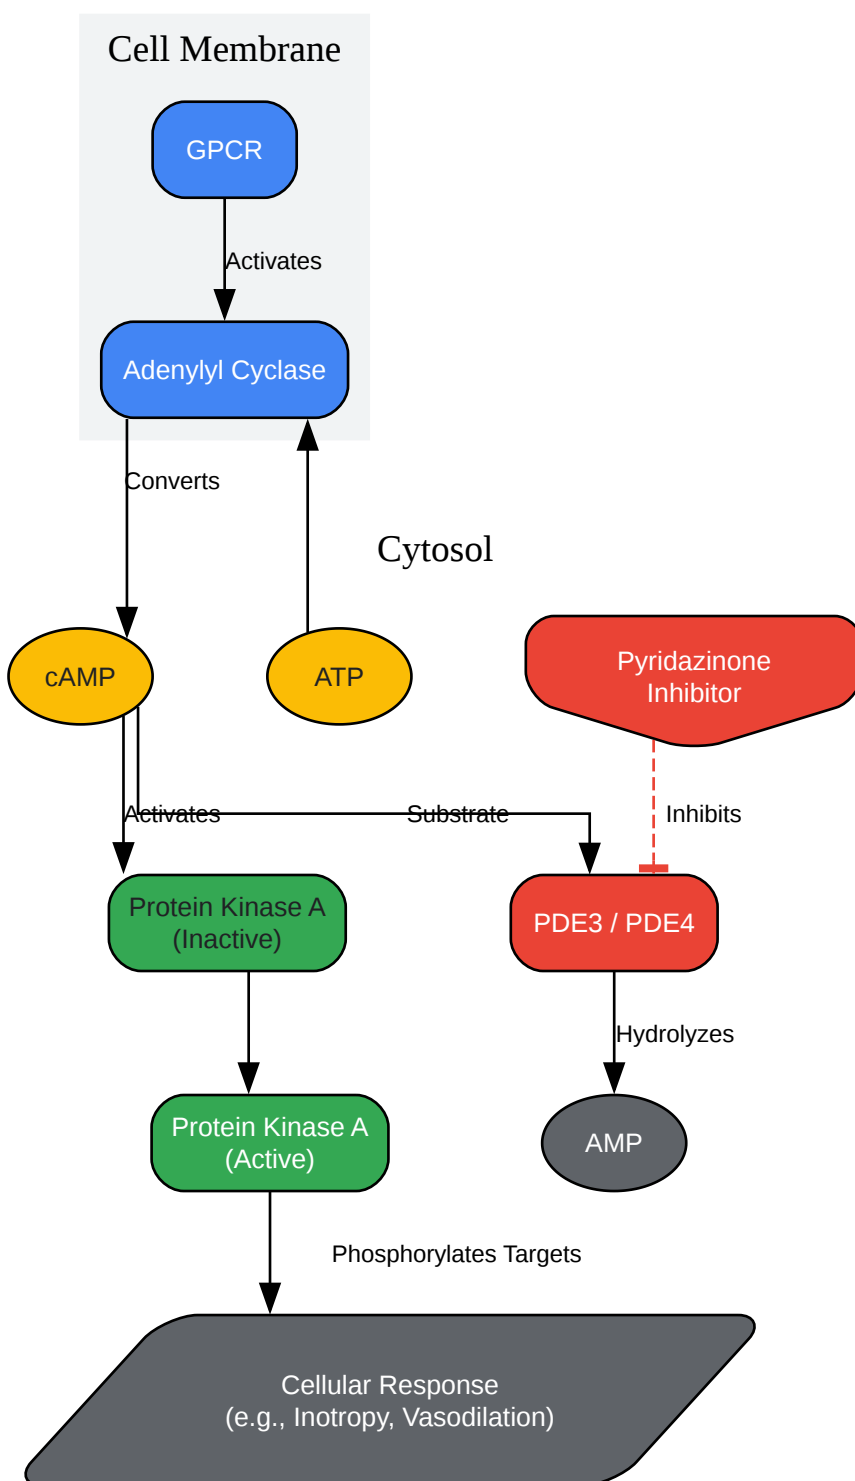 Cell Membrane
GPCR
Activates
Adenylyl Cyclase
Converts
Cytosol
cAMP
ATP
Pyridazinone
Inhibitor
Activates
Substrate
Inhibits
Protein Kinase A
(Inactive)
PDE3 / PDE4
Hydrolyzes
Protein Kinase A
(Active)
AMP
Phosphorylates Targets
Cellular Response
(e.g., Inotropy, Vasodilation)